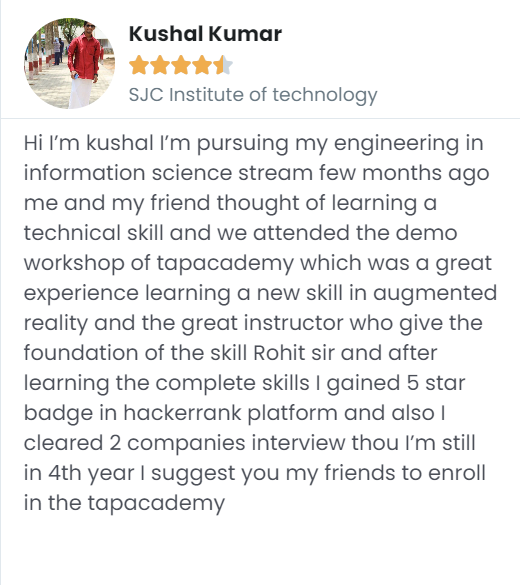 Kushal Kumar
SJC Institute of technology
Hi I’m kushal I’m pursuing my engineering in
information science stream few months ago
me and my friend thought of learning a
technical skill and we attended the demo
workshop of tapacademy which was a great
experience learning a new skill in augmented
reality and the great instructor who give the
foundation of the skill Rohit sir and after
learning the complete skills I gained 5 star
badge in hackerrank platform and also I
cleared 2 companies interview thou I’m still
in 4th year I suggest you my friends to enroll
in the tapacademy